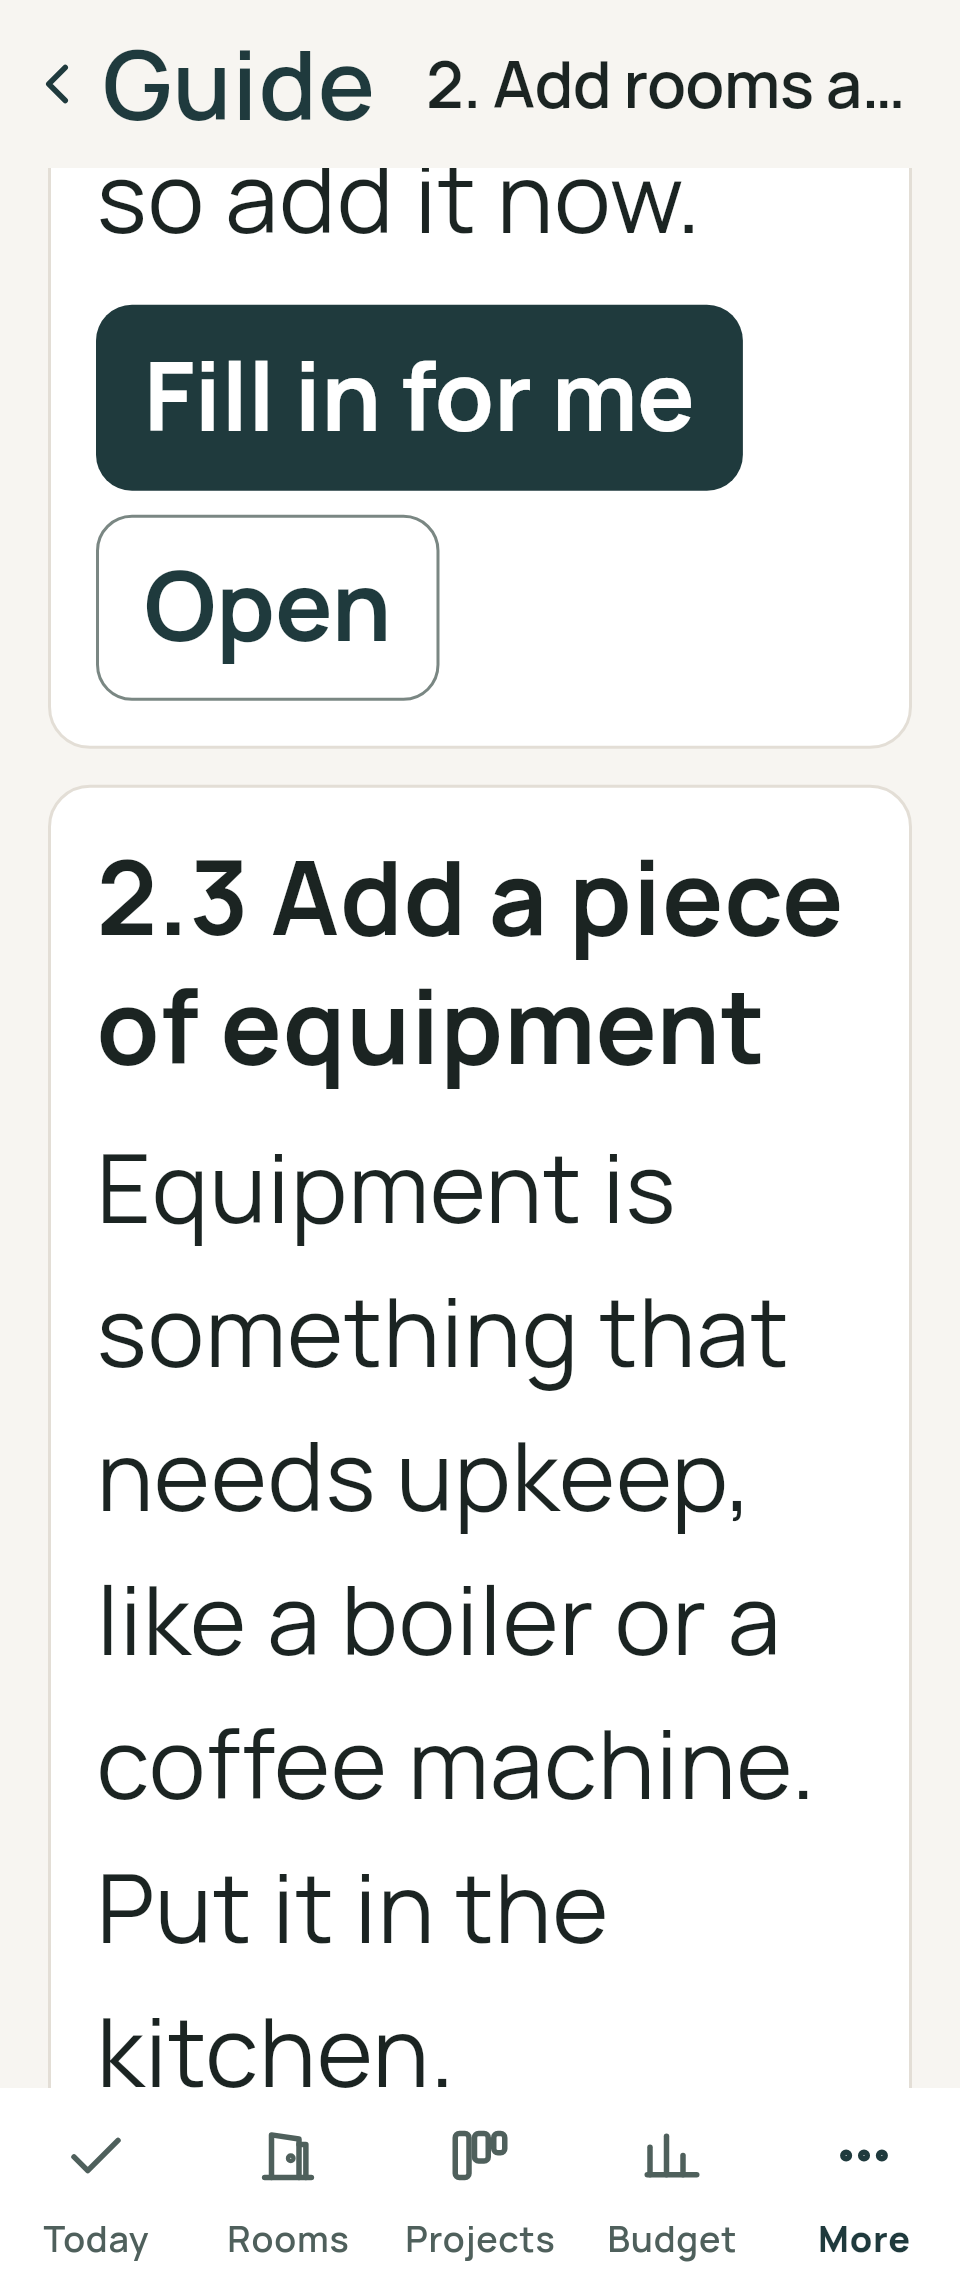 Guide
2. Add rooms a...
so add it now.
Fill in for me
Open
2.3 Add a piece
of equipment
Equipment is
something that
needs upkeep,
like a boiler or a
coffee machine.
Put it in the
kitchen.
Today
Rooms
Projects
Budget
More